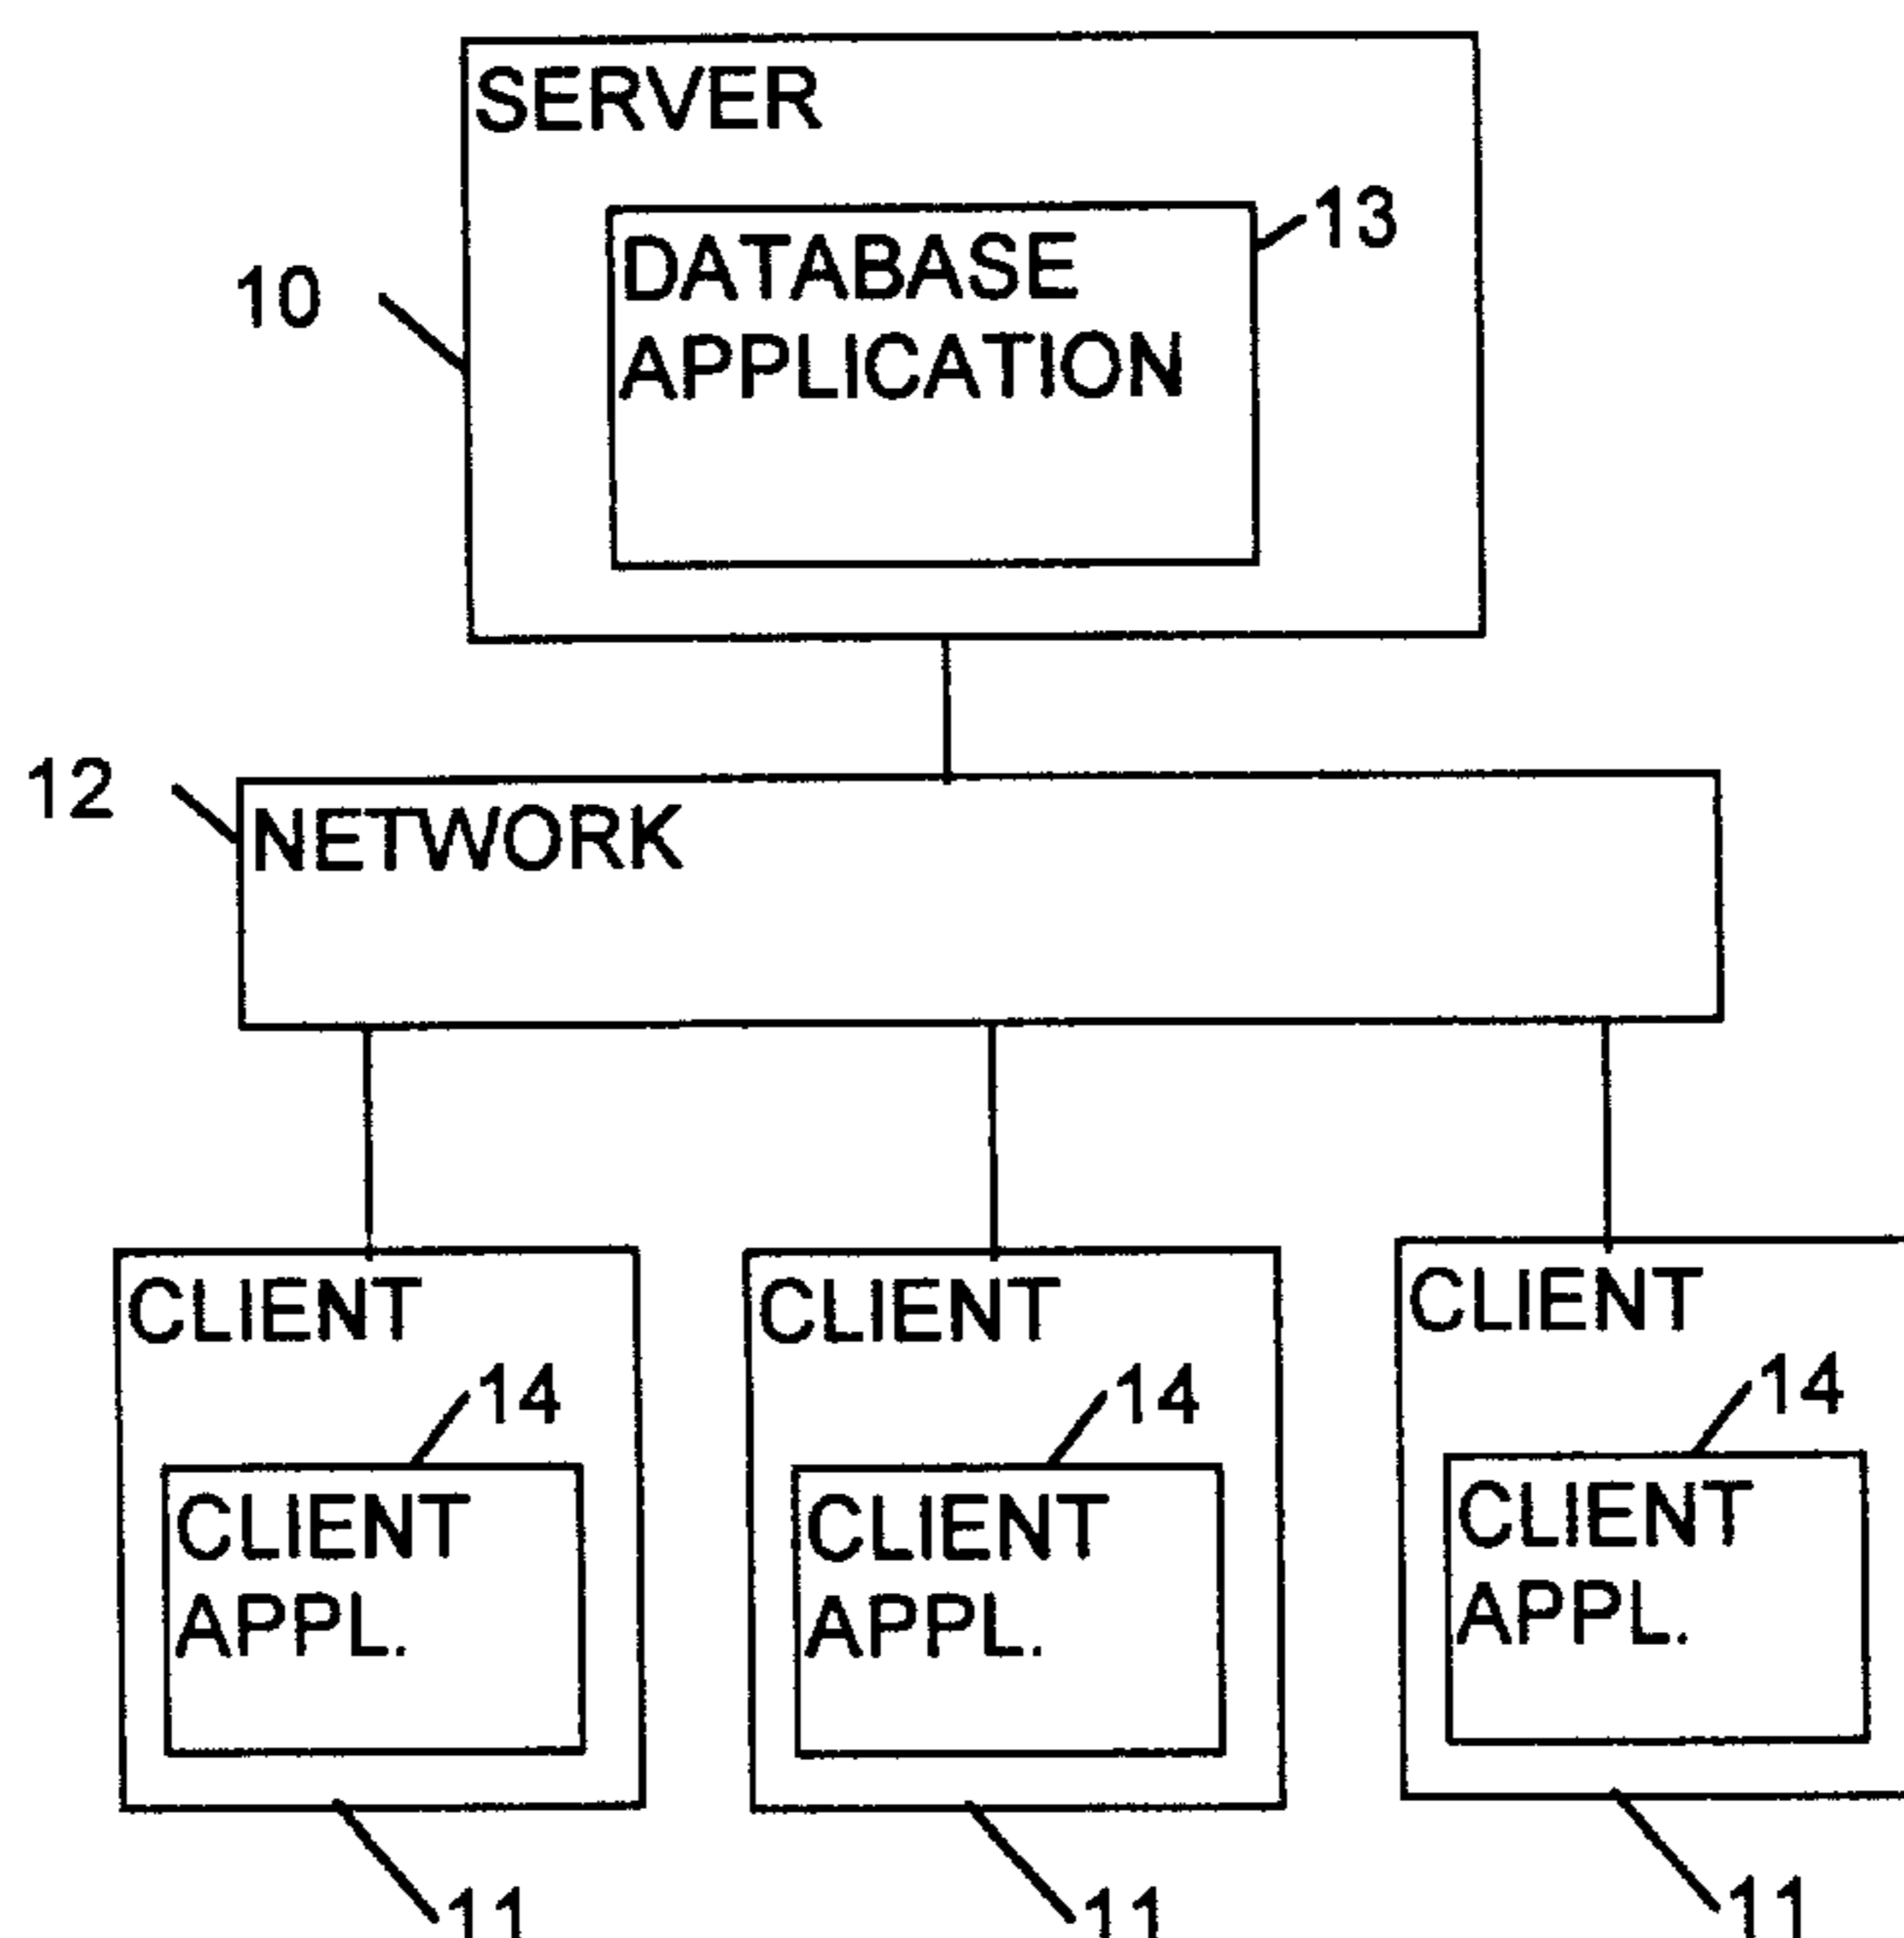 SERVER
13
DATABASE
APPLICATION
10
12
NETWORK
CLIENT
14
CLIENT
APPL.
11
CLIENT
14
CLIENT
APPL.
11
CLIENT
14
CLIENT
APPL.
11